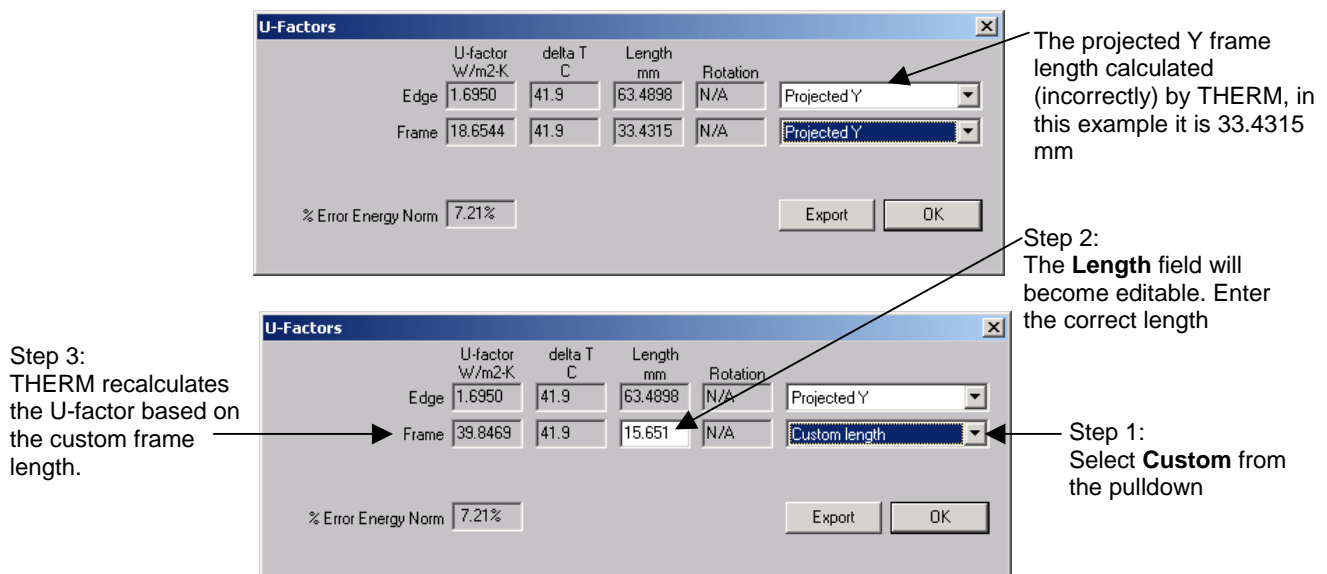 U-Factors
U-factor delta T Length
W/m2-K C mm Rotation
Edge 1.6950 41.9 63.4898 N/A Projected Y
Frame 18.6544 41.9 33.4315 N/A Projected Y
% Error Energy Norm 7.21% Export OK
The projected Y frame
length calculated
(incorrectly) by THERM, in
this example it is 33.4315
mm
Step 2:
The Length field will
become editable. Enter
the correct length
U-Factors
U-factor delta T Length
W/m2-K C mm Rotation
Edge 1.6950 41.9 63.4898 N/A Projected Y
Frame 39.8469 41.9 15.651 N/A Custom length
% Error Energy Norm 7.21% Export OK
Step 3:
THERM recalculates
the U-factor based on
the custom frame
length.
Step 1:
Select Custom from
the pulldown